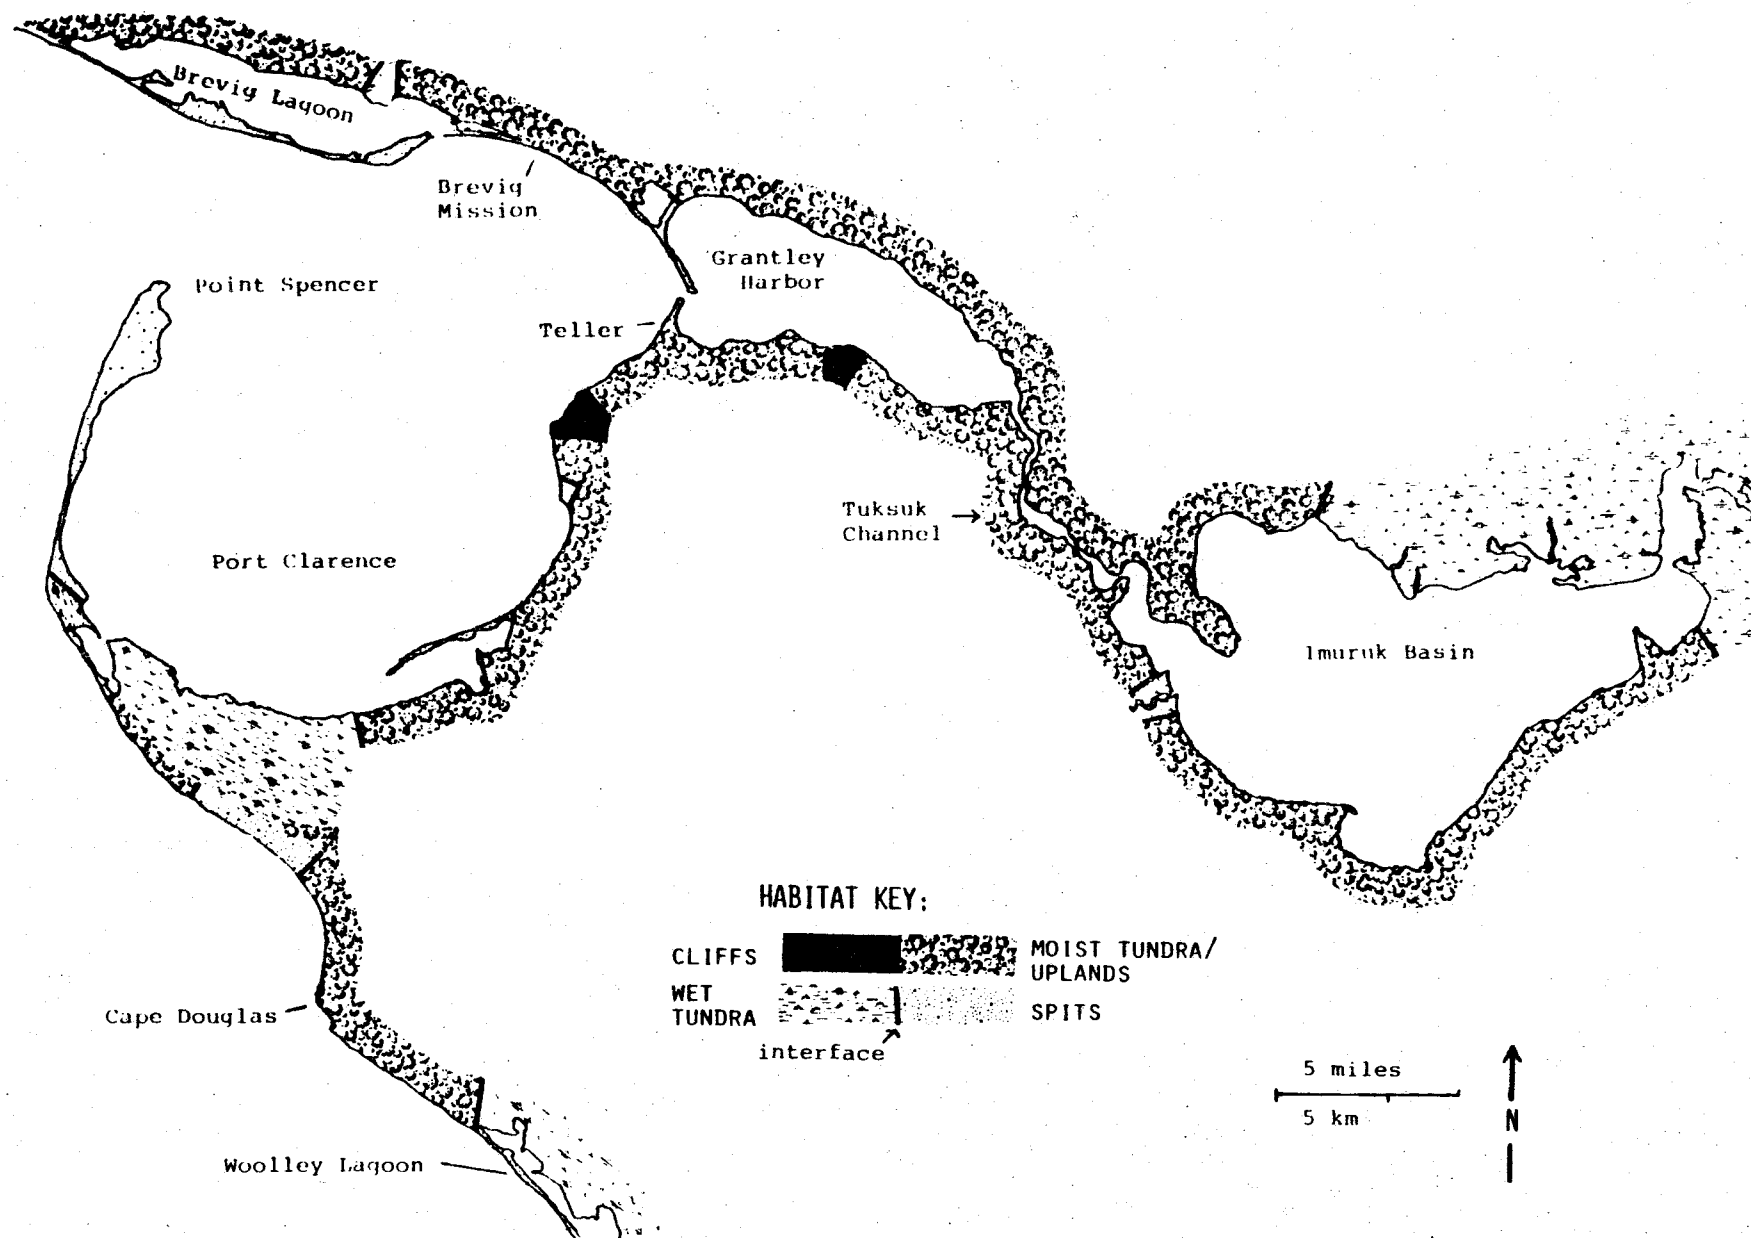 Brevig Lagoon
Brevig
Mission
Point Spencer
Grantley
Harbor
Teller
Tuksuk
Channel
Port Clarence
Imuruk Basin
HABITAT KEY:
CLIFFS
MOIST TUNDRA/
UPLANDS
WET
TUNDRA
SPITS
interface
Cape Douglas
5 miles
5 km
N
Woolley Lagoon